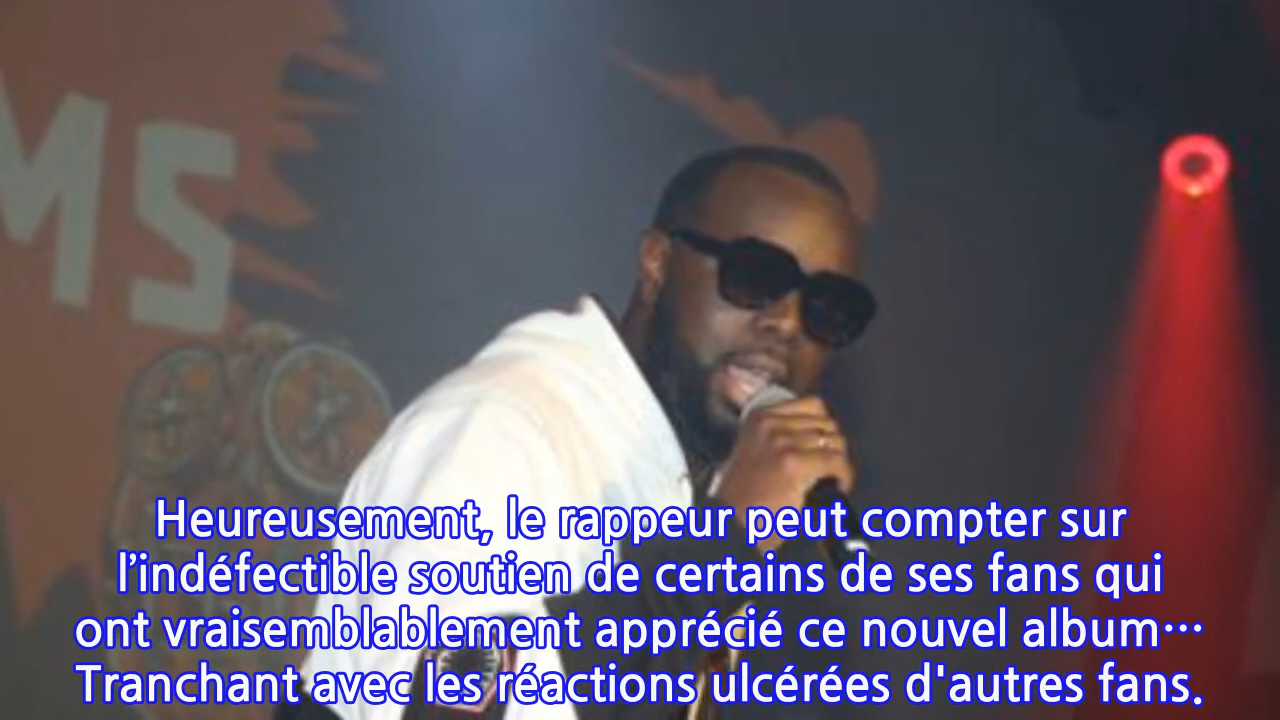 MS
Heureusement, le rappeur peut compter sur
l’indéfectible soutien de certains de ses fans qui
ont vraisemblablement apprécié ce nouvel album…
Tranchant avec les réactions ulcérées d'autres fans.